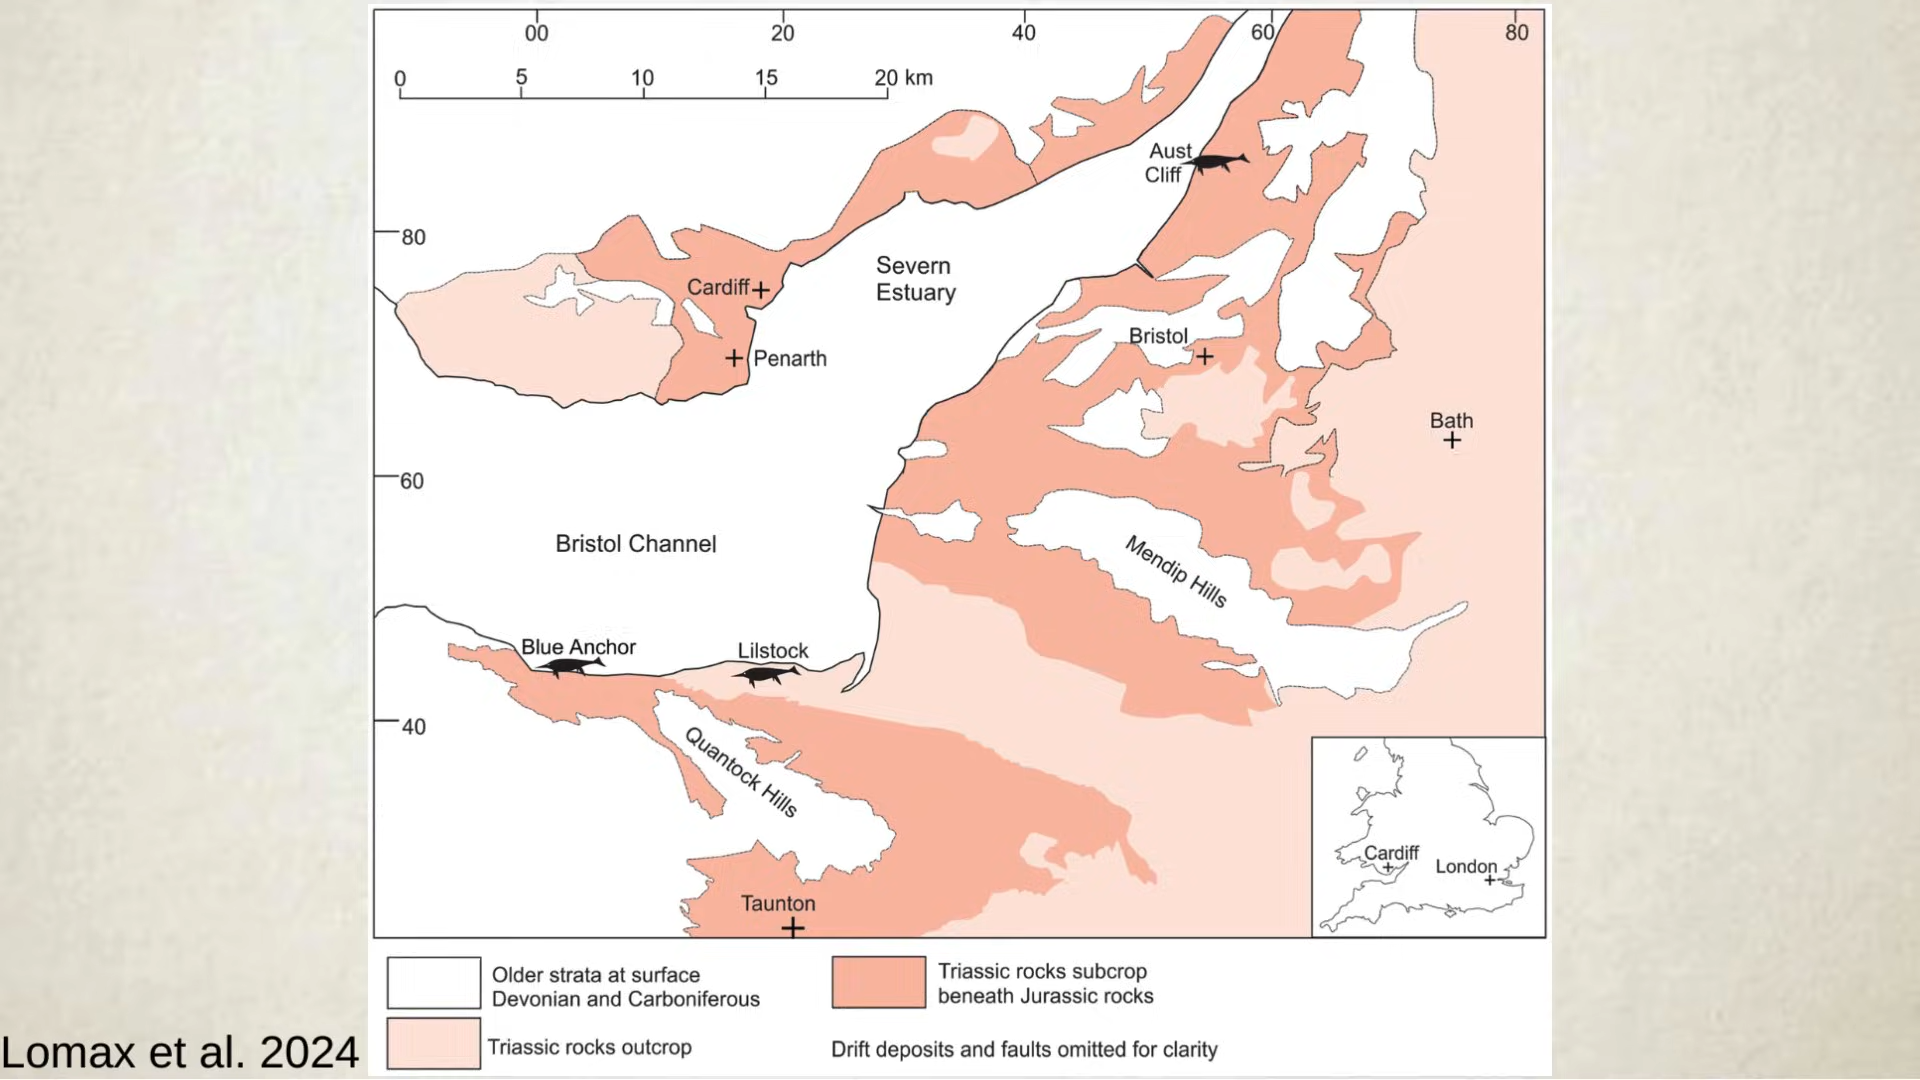 00 20 40 60 80
0 5 10 15 20 km
Aust
Cliff
80
Severn
Estuary
Cardiff
Bristol
Penarth
Bath
60
Bristol Channel
Mendip Hills
Blue Anchor
Lilstock
40
Quantock Hills
Taunton
Cardiff
London
Older strata at surface
Devonian and Carboniferous
Triassic rocks subcrop
beneath Jurassic rocks
Triassic rocks outcrop
Drift deposits and faults omitted for clarity
Lomax et al. 2024